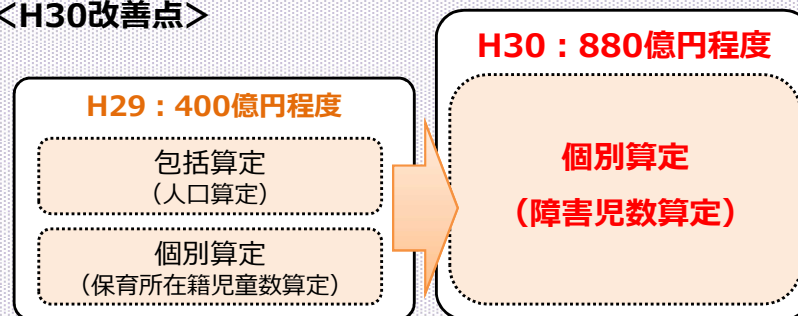 <H30改善点>
H29：400億円程度
包括算定
（人口算定）
個別算定
（保育所在籍児童数算定）
H30：880億円程度
個別算定
（障害児数算定）